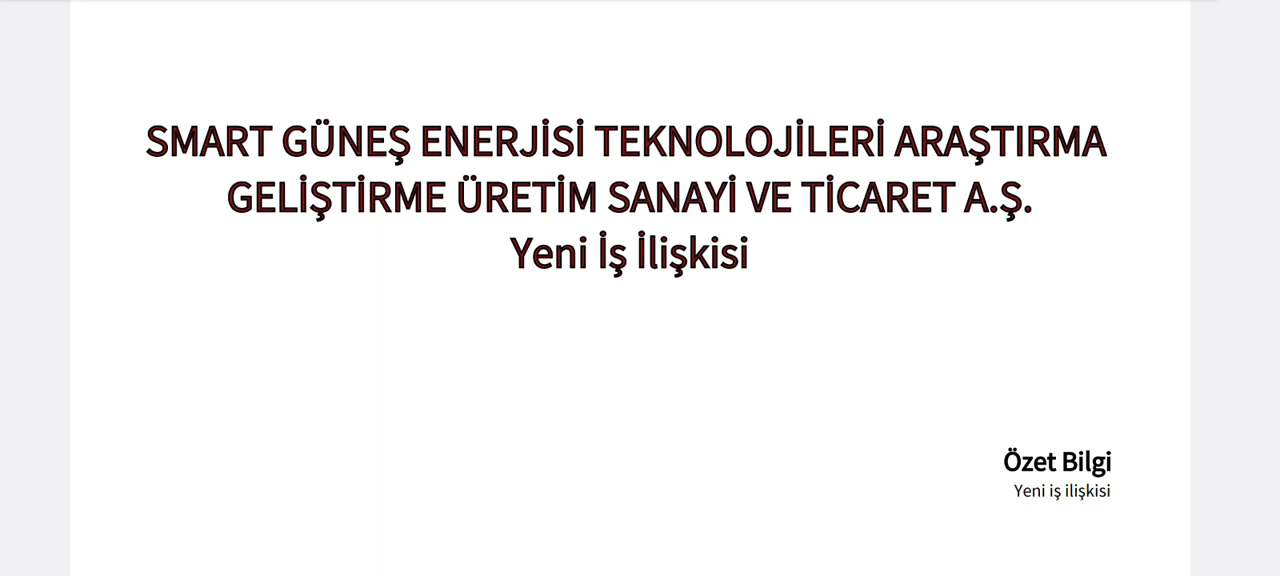 SMART GÜNEŞ ENERJİSİ TEKNOLOJİLERİ ARAŞTIRMA
GELİŞTİRME ÜRETİM SANAYİ VE TİCARET A.Ş.
Yeni İş İlişkisi
Özet Bilgi
Yeni iş ilişkisi